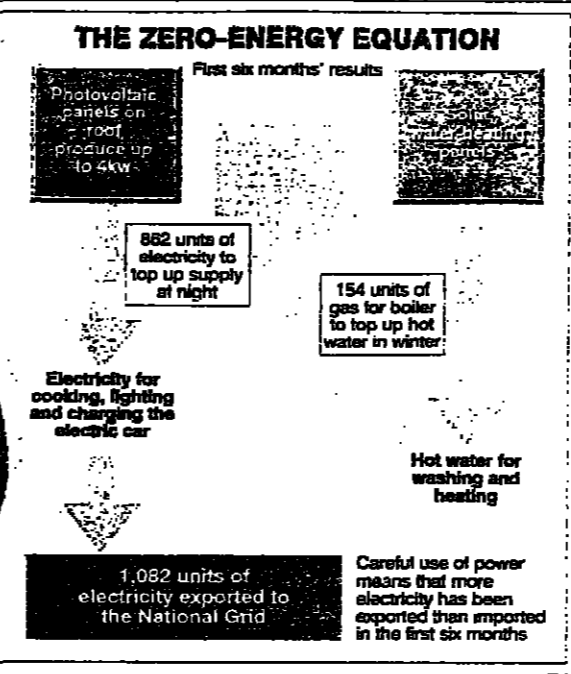 THE ZERO-ENERGY EQUATION
First six months' results
Photovoltaic
panels on
roof
produce up
to 4kw
Solar
water-heating
panels
862 units of
electricity to
top up supply
at night
154 units of
gas for boiler
to top up hot
water in winter
Electricity for
cooking, lighting
and charging the
electric car
Hot water for
washing and
heating
1,082 units of
electricity exported to
the National Grid
Careful use of power
means that more
electricity has been
exported than imported
in the first six months